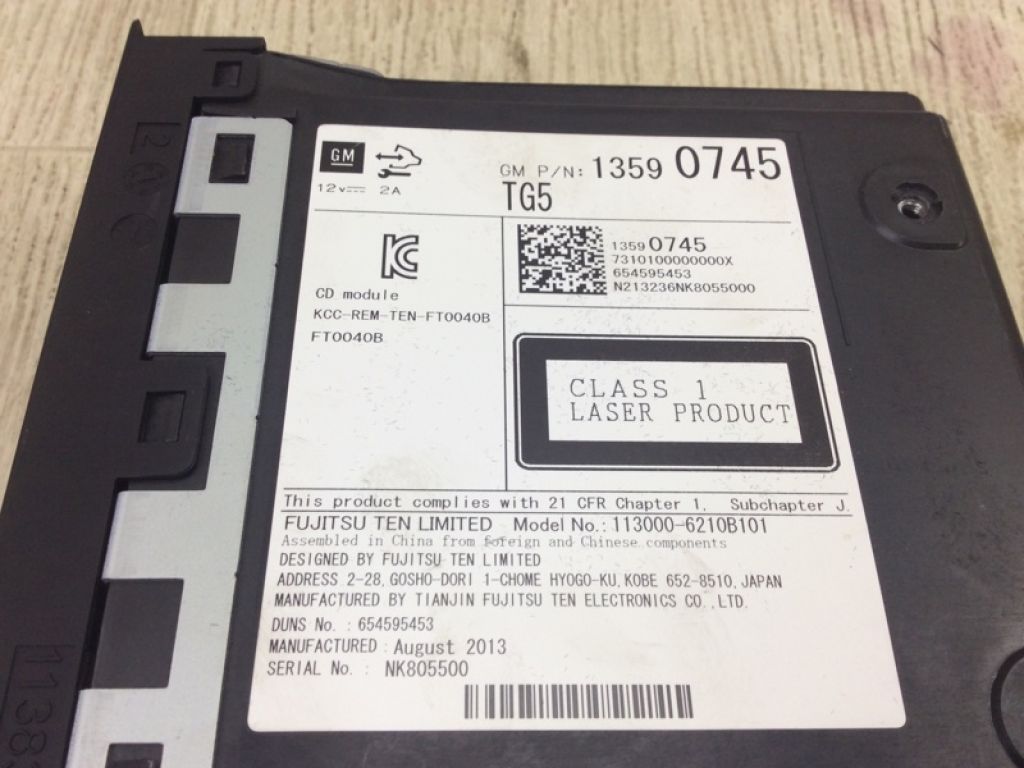 GM
12v 2A
GM P/N: 1359 0745
TG5
KC
1359 0745
7310100000000X
654595453
N213236NK8055000
CD module
KCC-REM-TEN-FT0040B
FT0040B
CLASS 1
LASER PRODUCT
This product complies with 21 CFR Chapter 1, Subchapter J.
FUJITSU TEN LIMITED Model No.: 113000-6210B101
Assembled in China from foreign and Chinese components
DESIGNED BY FUJITSU TEN LIMITED
ADDRESS 2-28, GOSHO-DORI 1-CHOME HYOGO-KU, KOBE 652-8510, JAPAN
MANUFACTURED BY TIANJIN FUJITSU TEN ELECTRONICS CO.,LTD.
DUNS No. : 654595453
MANUFACTURED : August 2013
SERIAL No. : NK805500